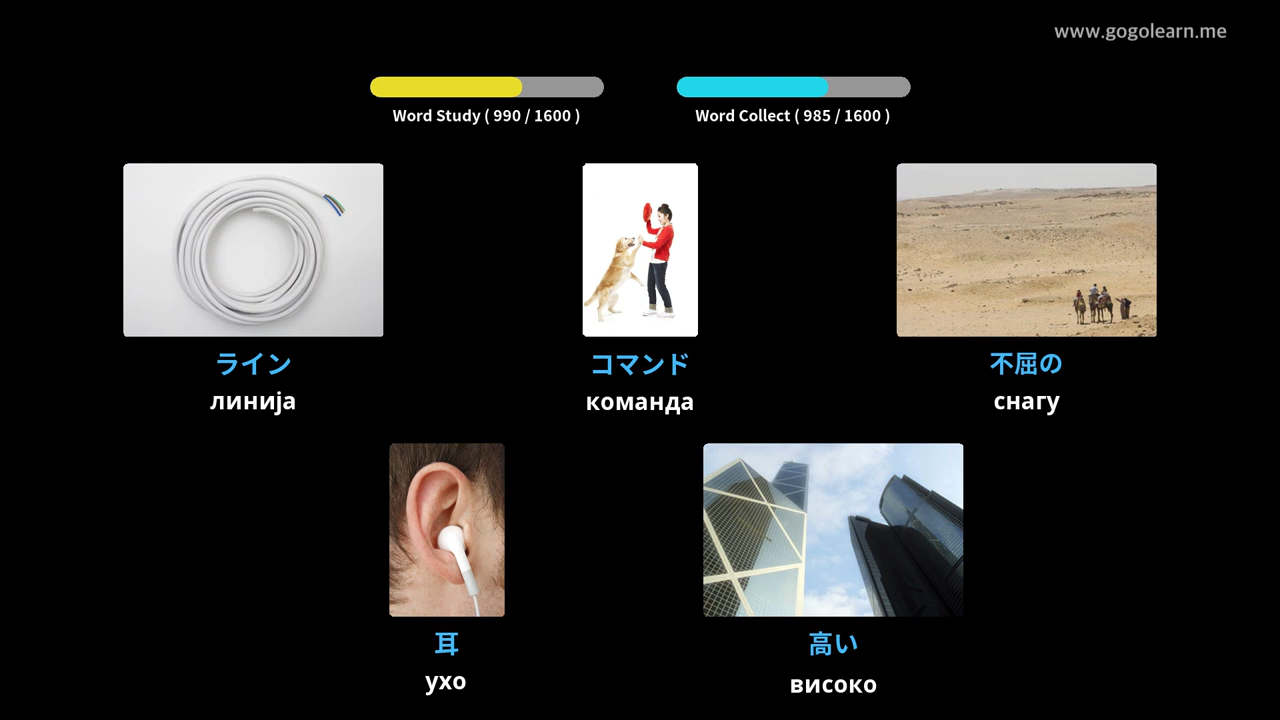 www.gogolearn.me
Word Study ( 990 / 1600 )
Word Collect ( 985 / 1600 )
ライン
линија
コマンド
команда
不屈の
снагу
耳
ухо
高い
високо